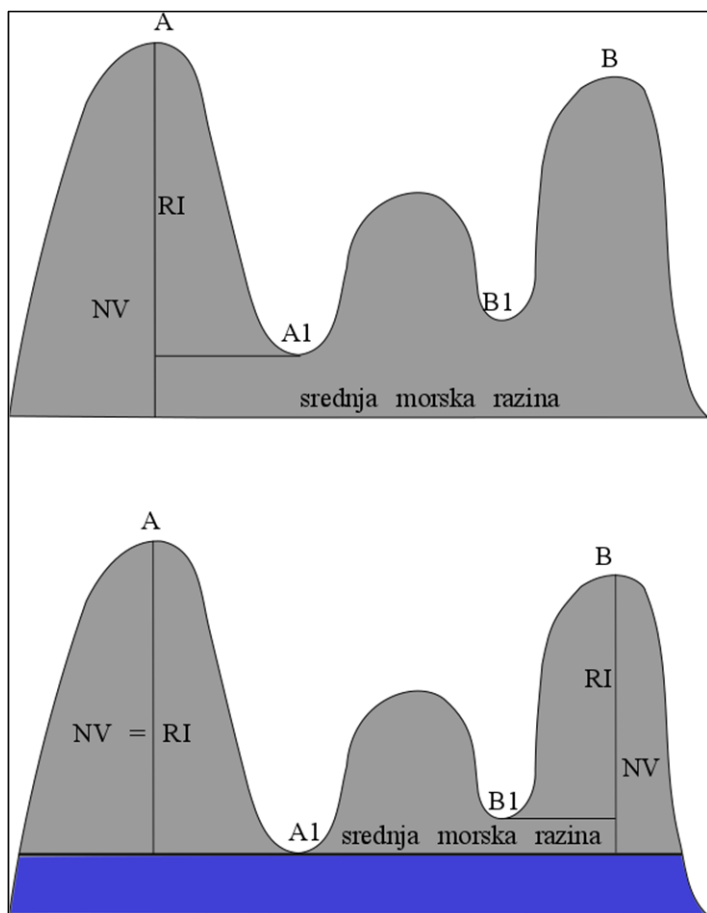 A
B
RI
NV
B1
A1
srednja morska razina
A
B
RI
NV = RI
NV
B1
A1 srednja morska razina